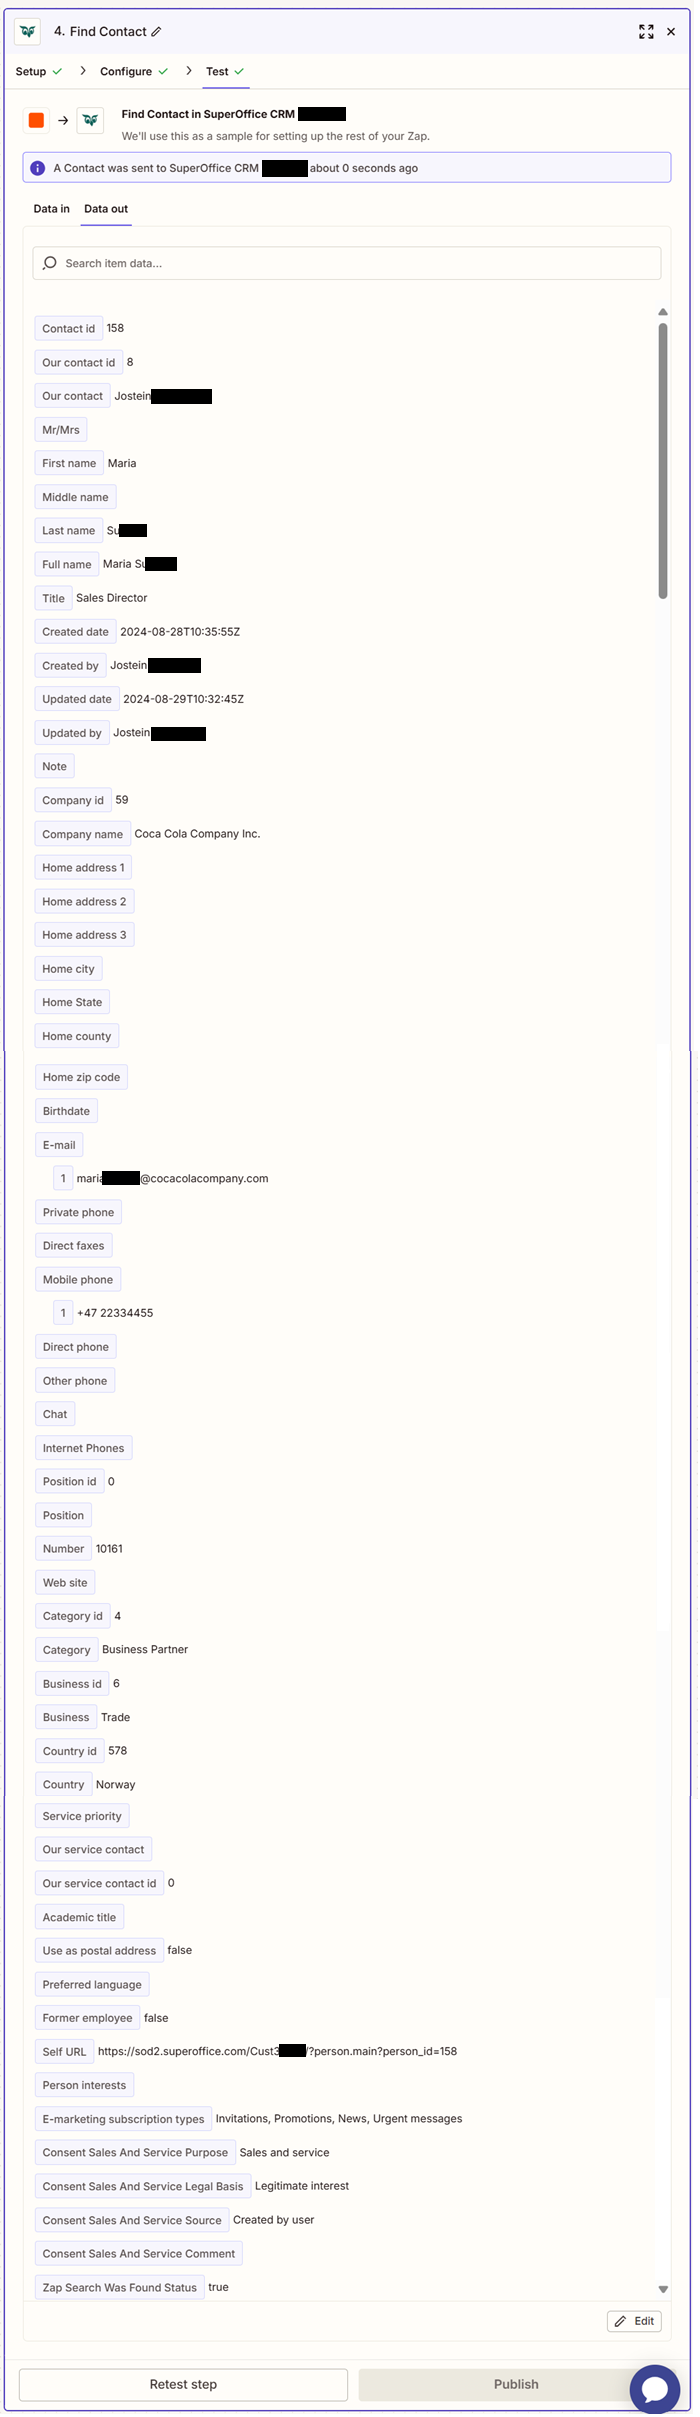 4. Find Contact
Setup
Configure
Test
Find Contact in SuperOffice CRM
We'll use this as a sample for setting up the rest of your Zap.
A Contact was sent to SuperOffice CRM about 0 seconds ago
Data in Data out
Search item data...
Contact id 158
Our contact id 8
Our contact Jostein
Mr/Mrs
First name Maria
Middle name
Last name Su
Full name Maria Su
Title Sales Director
Created date 2024-08-28T10:35:55Z
Created by Jostein
Updated date 2024-08-29T10:32:45Z
Updated by Jostein
Note
Company id 59
Company name Coca Cola Company Inc.
Home address 1
Home address 2
Home address 3
Home city
Home State
Home county
Home zip code
Birthdate
E-mail
1 maria @cocacolacompany.com
Private phone
Direct faxes
Mobile phone
1 +47 22334455
Direct phone
Other phone
Chat
Internet Phones
Position id 0
Position
Number 10161
Web site
Category id 4
Category Business Partner
Business id 6
Business Trade
Country id 578
Country Norway
Service priority
Our service contact
Our service contact id 0
Academic title
Use as postal address false
Preferred language
Former employee false
Self URL https://sod2.superoffice.com/Cust3 /?person.main?person_id=158
Person interests
E-marketing subscription types Invitations, Promotions, News, Urgent messages
Consent Sales And Service Purpose Sales and service
Consent Sales And Service Legal Basis Legitimate interest
Consent Sales And Service Source Created by user
Consent Sales And Service Comment
Zap Search Was Found Status true
Edit
Retest step
Publish